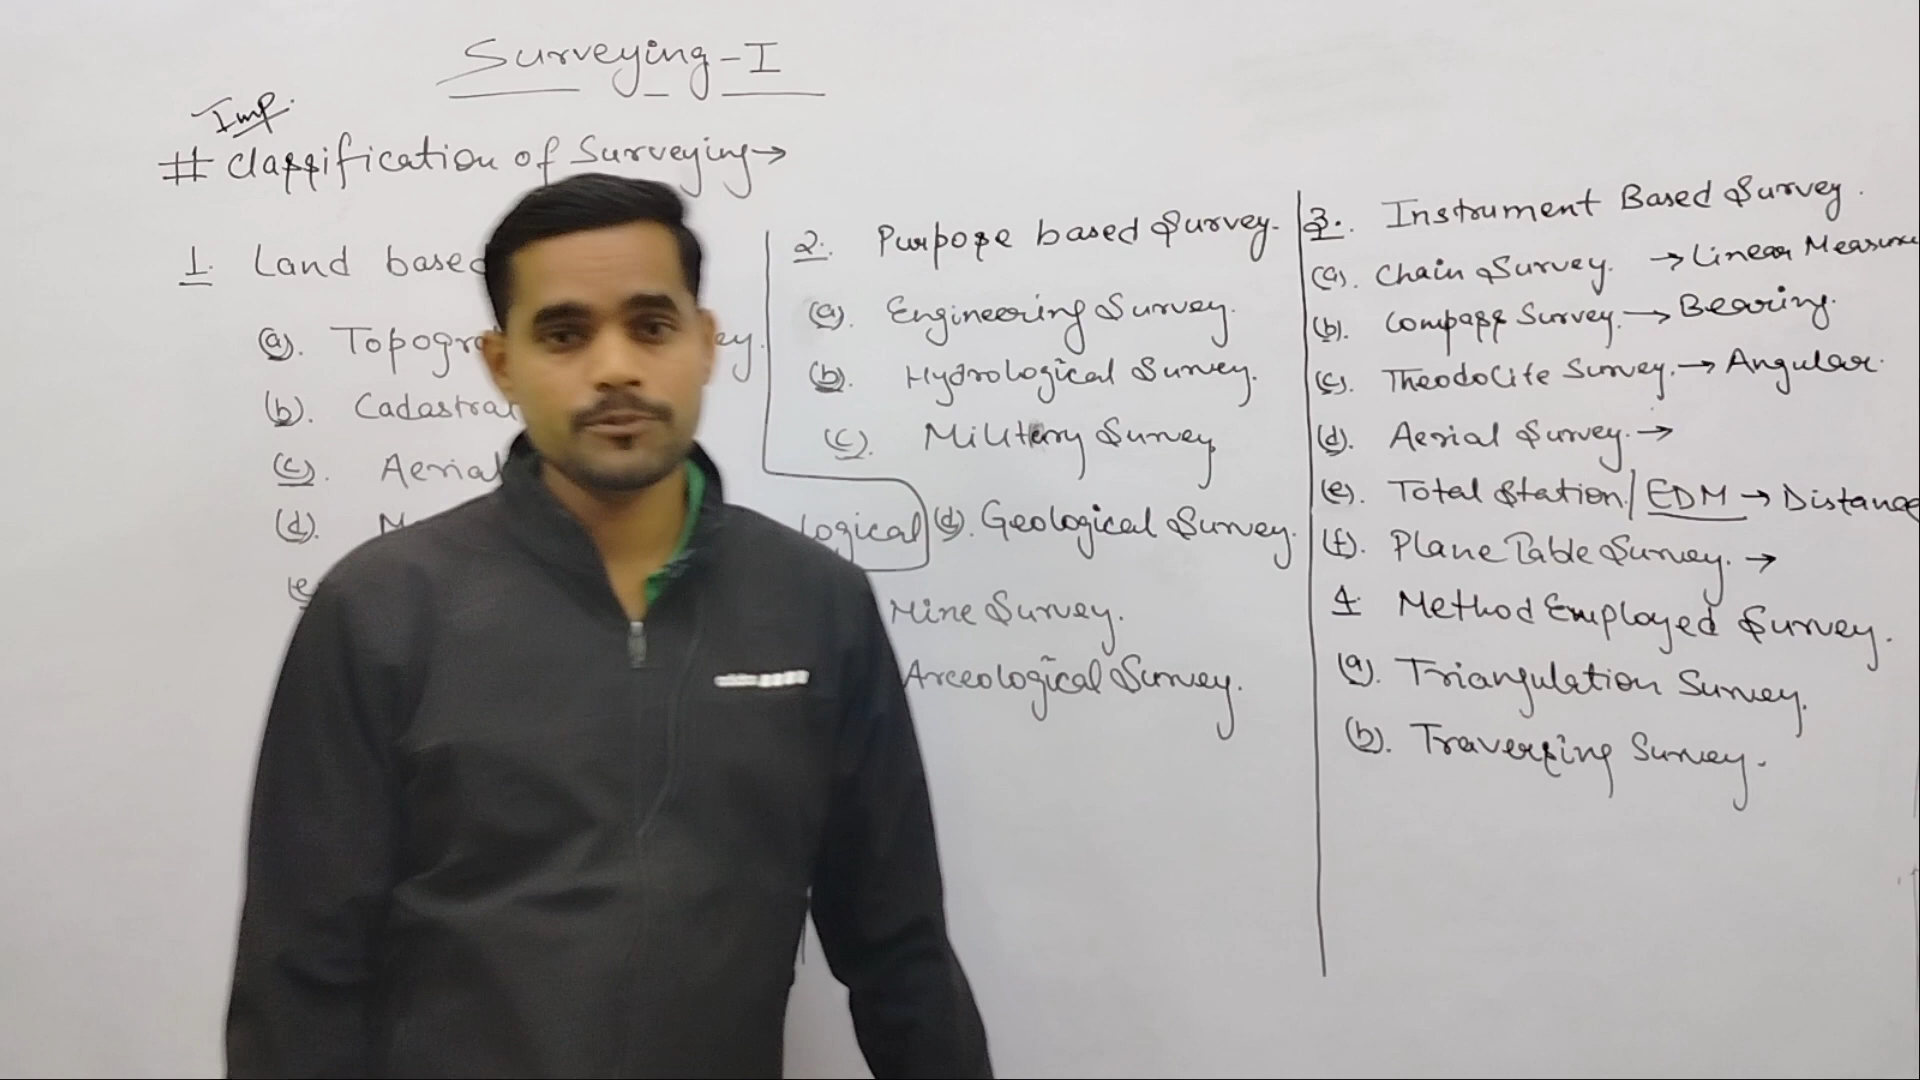 Surveying-I
Imp.
# Classification of Surveying →
1. Land based
(a). Topogra ey.
(b). Cadastral
(c). Aerial
(d).
(e
logical
2. Purpose based Survey.
(a). Engineering Survey.
(b). Hydrological Survey.
(c). Militery Survey
(d). Geological Survey.
Mine Survey.
Arceological Survey.
3. Instrument Based Survey.
(a). Chain Survey. → Linear Measure
(b). Compass Survey. → Bearing.
(c). Theodolite Survey. → Angular.
(d). Aerial Survey. →
(e). Total Station/EDM → Distance
(f). Plane Table Survey. →
4. Method Employed Survey.
(a). Triangulation Survey.
(b). Traversing Survey.